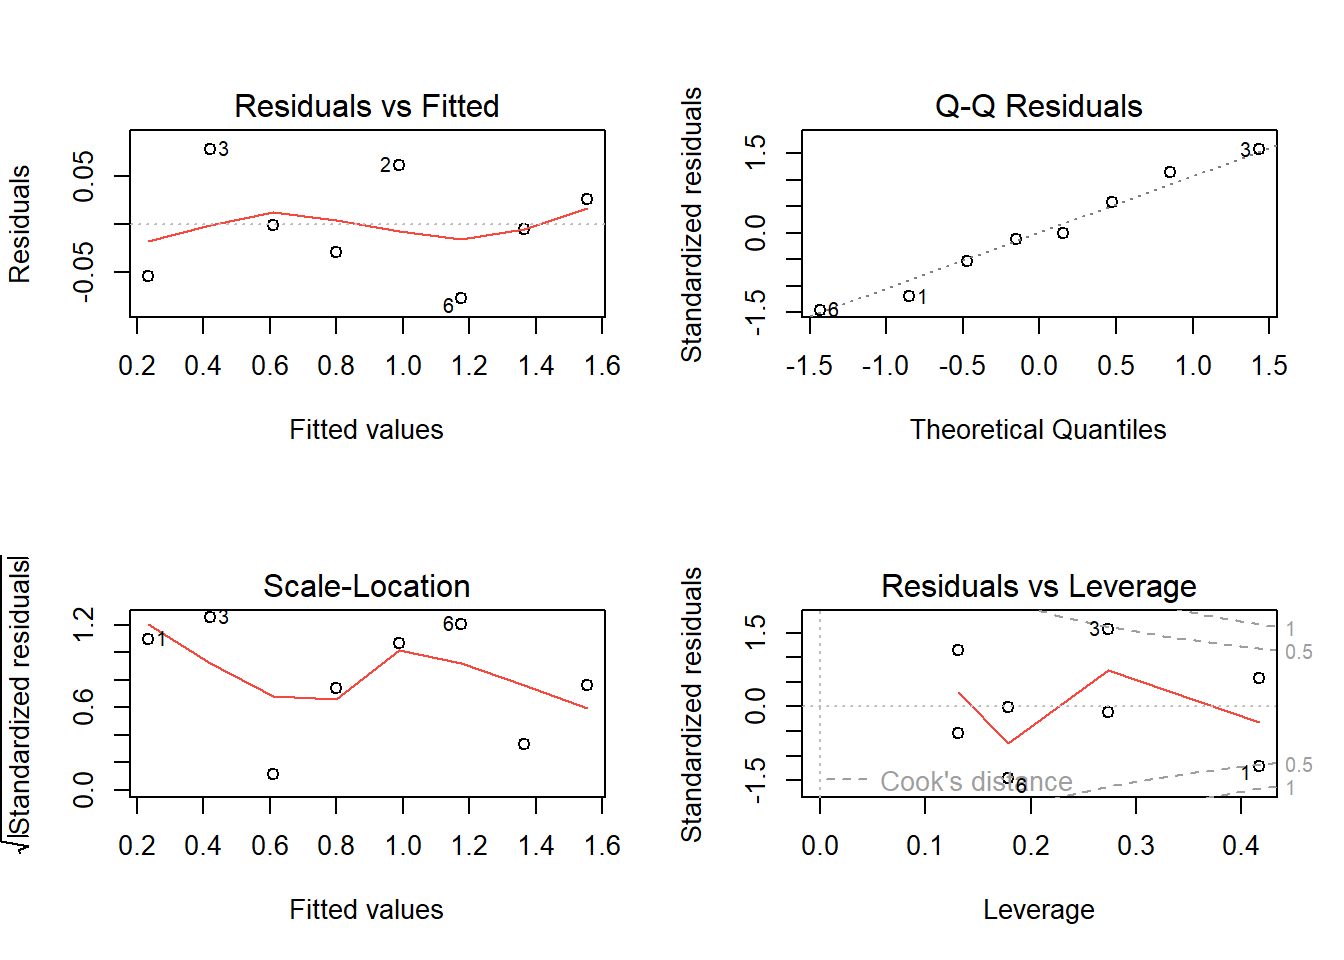 Residuals vs Fitted
Residuals
0.05
-0.05
3
2
6
0.2 0.4 0.6 0.8 1.0 1.2 1.4 1.6
Fitted values
Q-Q Residuals
Standardized residuals
1.5
0.0
-1.5
3
6
1
-1.5 -1.0 -0.5 0.0 0.5 1.0 1.5
Theoretical Quantiles
Scale-Location
√|Standardized residuals|
1.2
0.6
0.0
1
3
6
0.2 0.4 0.6 0.8 1.0 1.2 1.4 1.6
Fitted values
Residuals vs Leverage
Standardized residuals
1.5
0.0
-1.5
3
6
1
1
0.5
0.5
1
Cook's distance
0.0 0.1 0.2 0.3 0.4
Leverage